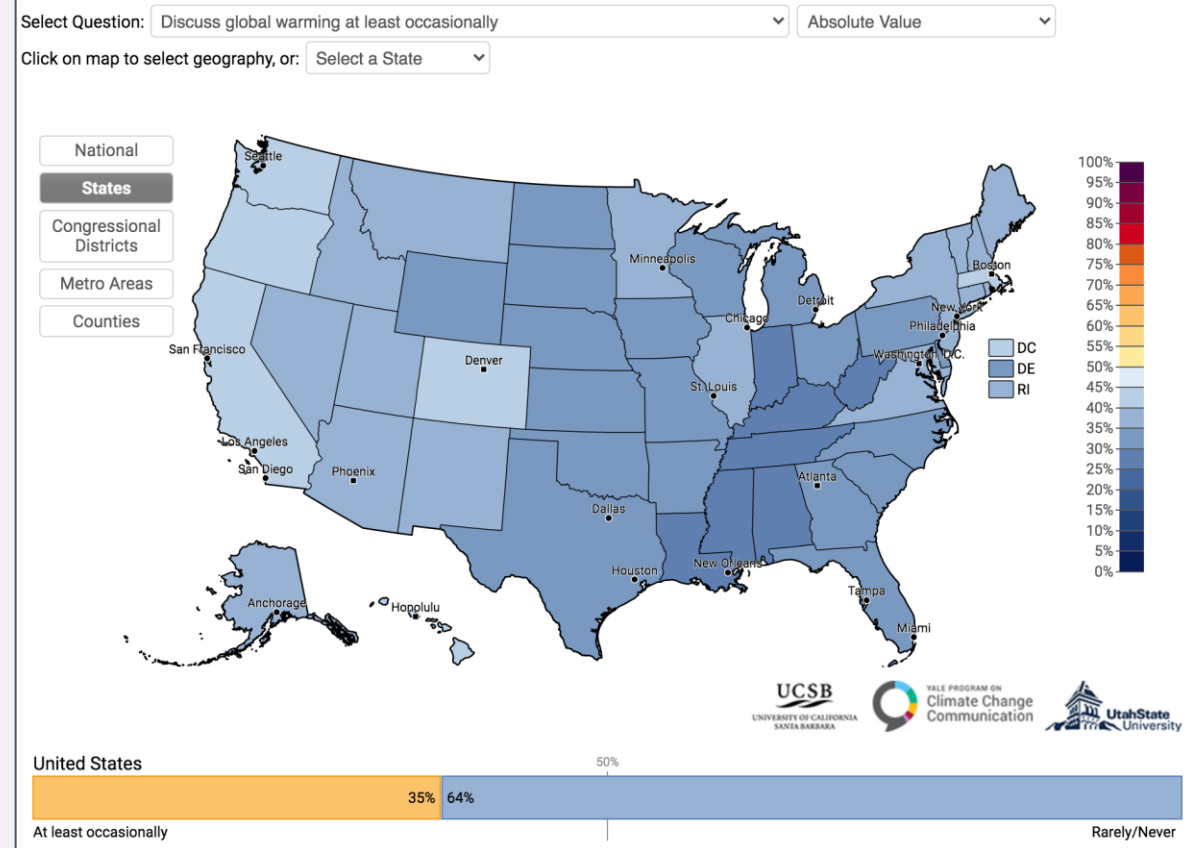 Select Question: Discuss global warming at least occasionally Absolute Value
Click on map to select geography, or: Select a State
National
States
Congressional
Districts
Metro Areas
Counties
Seattle
Minneapolis
Boston
Detroit
New York
Chicago
Philadelphia
San Francisco
Denver
Washington, D.C.
St. Louis
Los Angeles
San Diego
Phoenix
Atlanta
Dallas
New Orleans
Houston
Tampa
Anchorage
Honolulu
Miami
DC
DE
RI
100%
95%
90%
85%
80%
75%
70%
65%
60%
55%
50%
45%
40%
35%
30%
25%
20%
15%
10%
5%
0%
UCSB
UNIVERSITY OF CALIFORNIA
SANTA BARBARA
YALE PROGRAM ON
Climate Change
Communication
UtahState
University
United States
50%
35% 64%
At least occasionally Rarely/Never